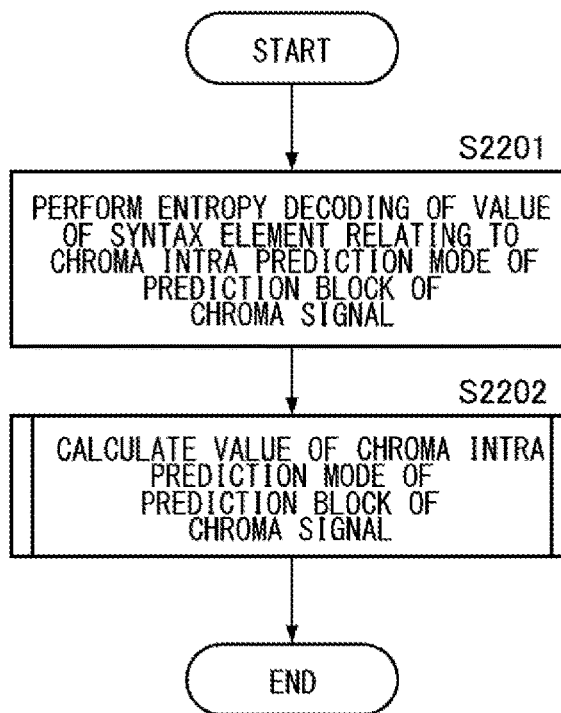 START
S2201
PERFORM ENTROPY DECODING OF VALUE
OF SYNTAX ELEMENT RELATING TO
CHROMA INTRA PREDICTION MODE OF
PREDICTION BLOCK OF
CHROMA SIGNAL
S2202
CALCULATE VALUE OF CHROMA INTRA
PREDICTION MODE OF
PREDICTION BLOCK OF
CHROMA SIGNAL
END